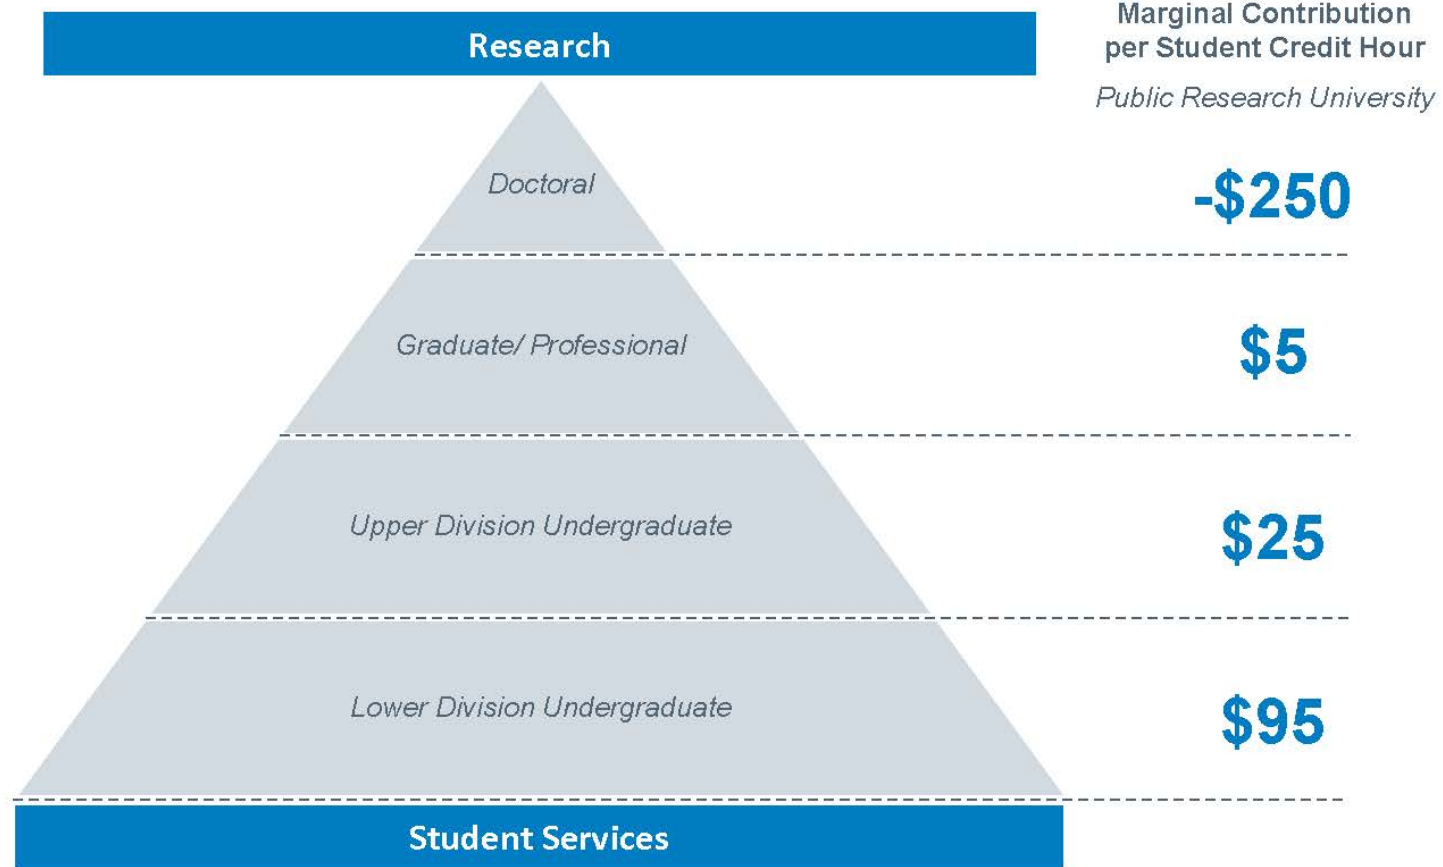 Marginal Contribution
per Student Credit Hour
Public Research University
Research
Doctoral
-$250
Graduate/ Professional
$5
Upper Division Undergraduate
$25
Lower Division Undergraduate
$95
Student Services